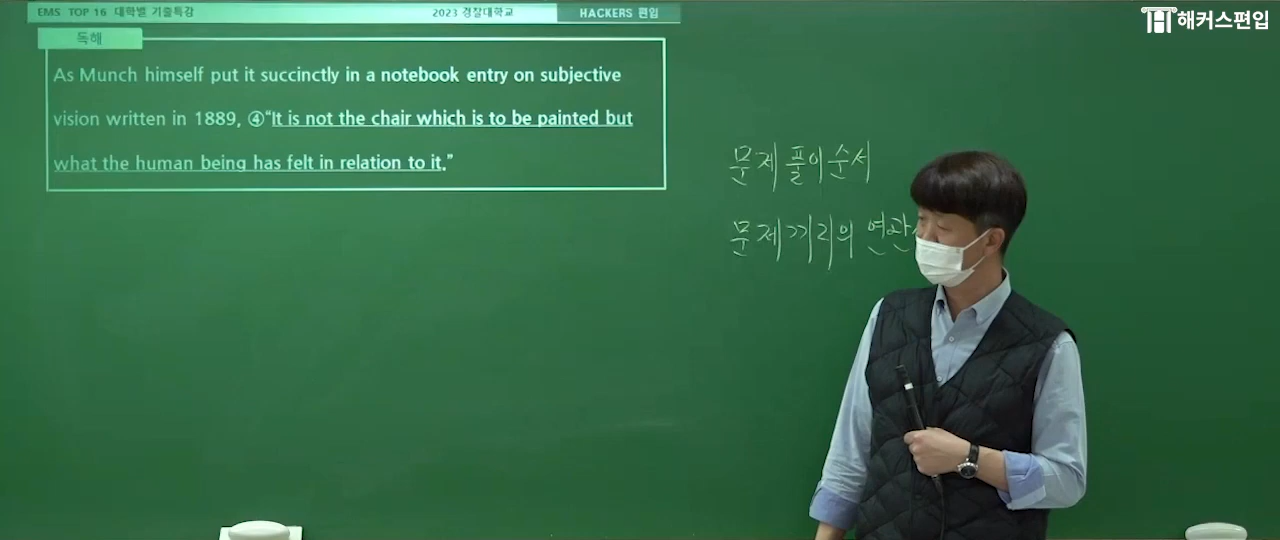 EMS TOP 16 대학별 기출특강
2023 경찰대학교
HACKERS 편입
해커스편입
독해
As Munch himself put it succinctly in a notebook entry on subjective
vision written in 1889, ④“It is not the chair which is to be painted but
what the human being has felt in relation to it.”
문제 풀이순서
문제끼리의 연관